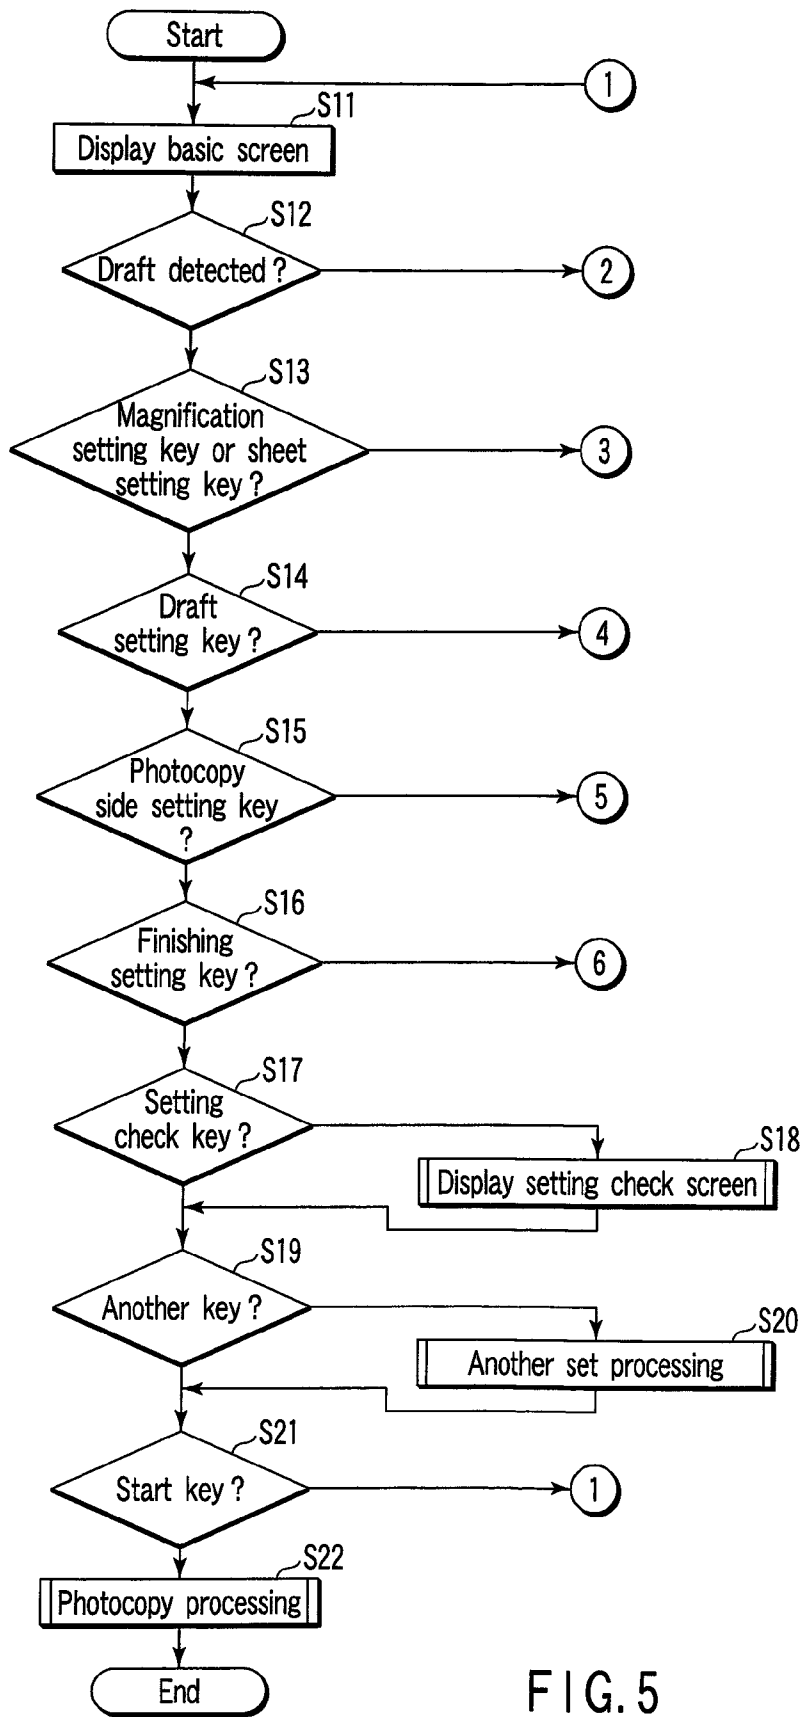 Start
1
S11
Display basic screen
S12
Draft detected ?
2
S13
Magnification
setting key or sheet
setting key ?
3
S14
Draft
setting key ?
4
S15
Photocopy
side setting key
?
5
S16
Finishing
setting key ?
6
S17
Setting
check key ?
S18
Display setting check screen
S19
Another key ?
S20
Another set processing
S21
Start key ?
1
S22
Photocopy processing
End
FIG. 5